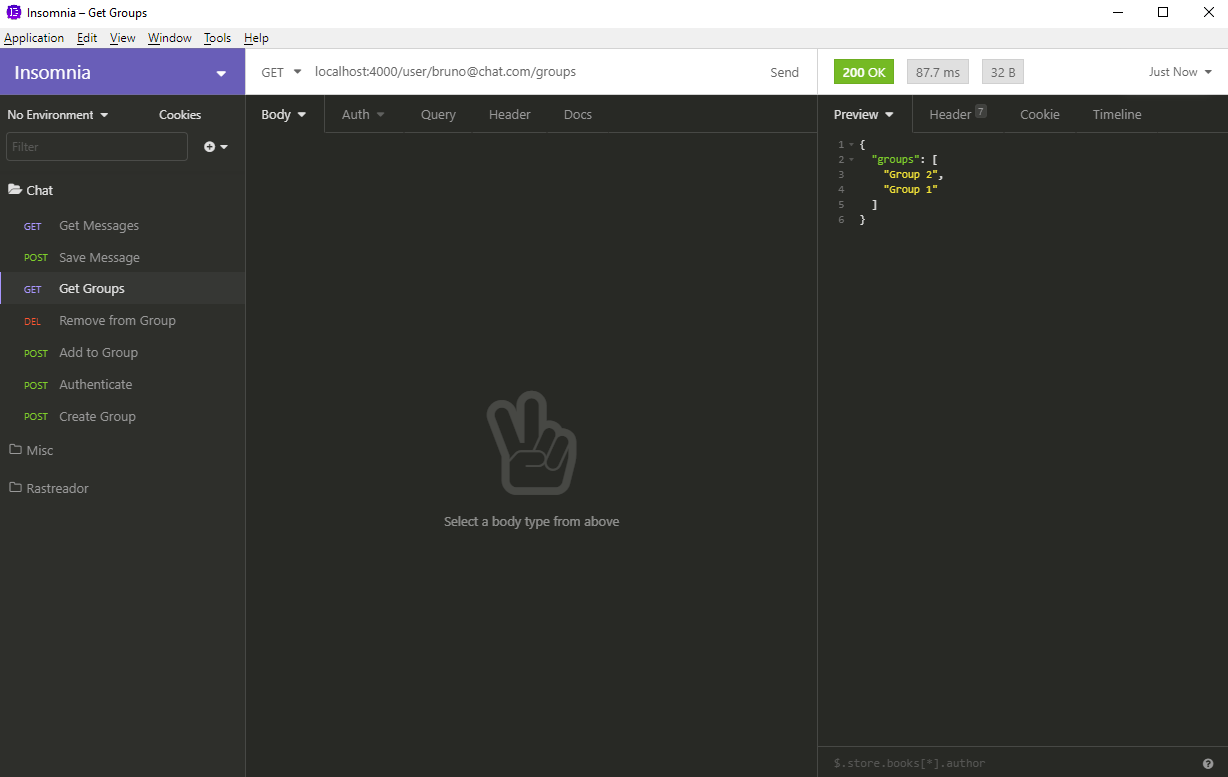 Insomnia – Get Groups
Application Edit View Window Tools Help
Insomnia
GET localhost:4000/user/bruno@chat.com/groups Send
200 OK 87.7 ms 32 B Just Now
No Environment Cookies
Filter
Chat
GET Get Messages
POST Save Message
GET Get Groups
DEL Remove from Group
POST Add to Group
POST Authenticate
POST Create Group
Misc
Rastreador
Body Auth Query Header Docs
Select a body type from above
Preview Header 7 Cookie Timeline
1 {
2 "groups": [
3 "Group 2",
4 "Group 1"
5 ]
6 }
$.store.books[*].author